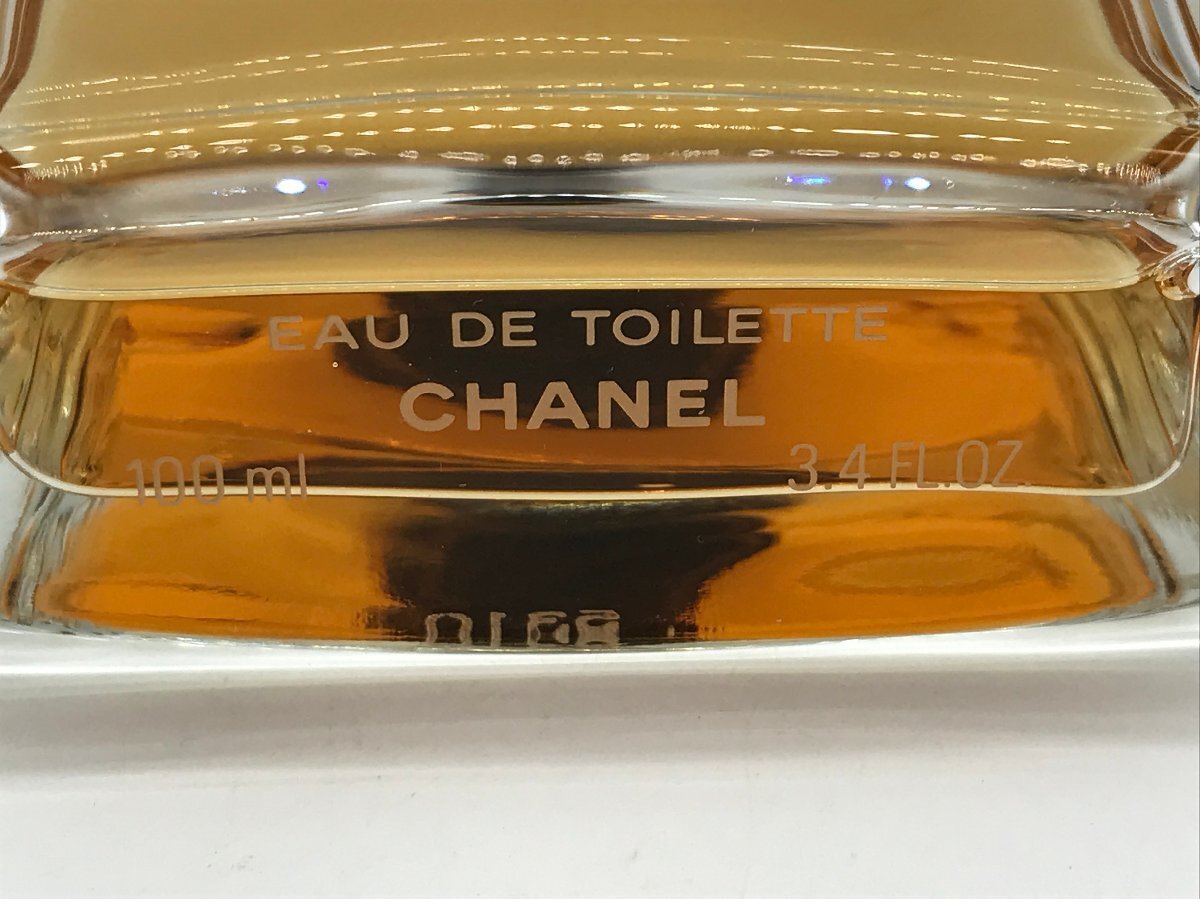 EAU DE TOILETTE
CHANEL
100 ml 3.4 FL.OZ.